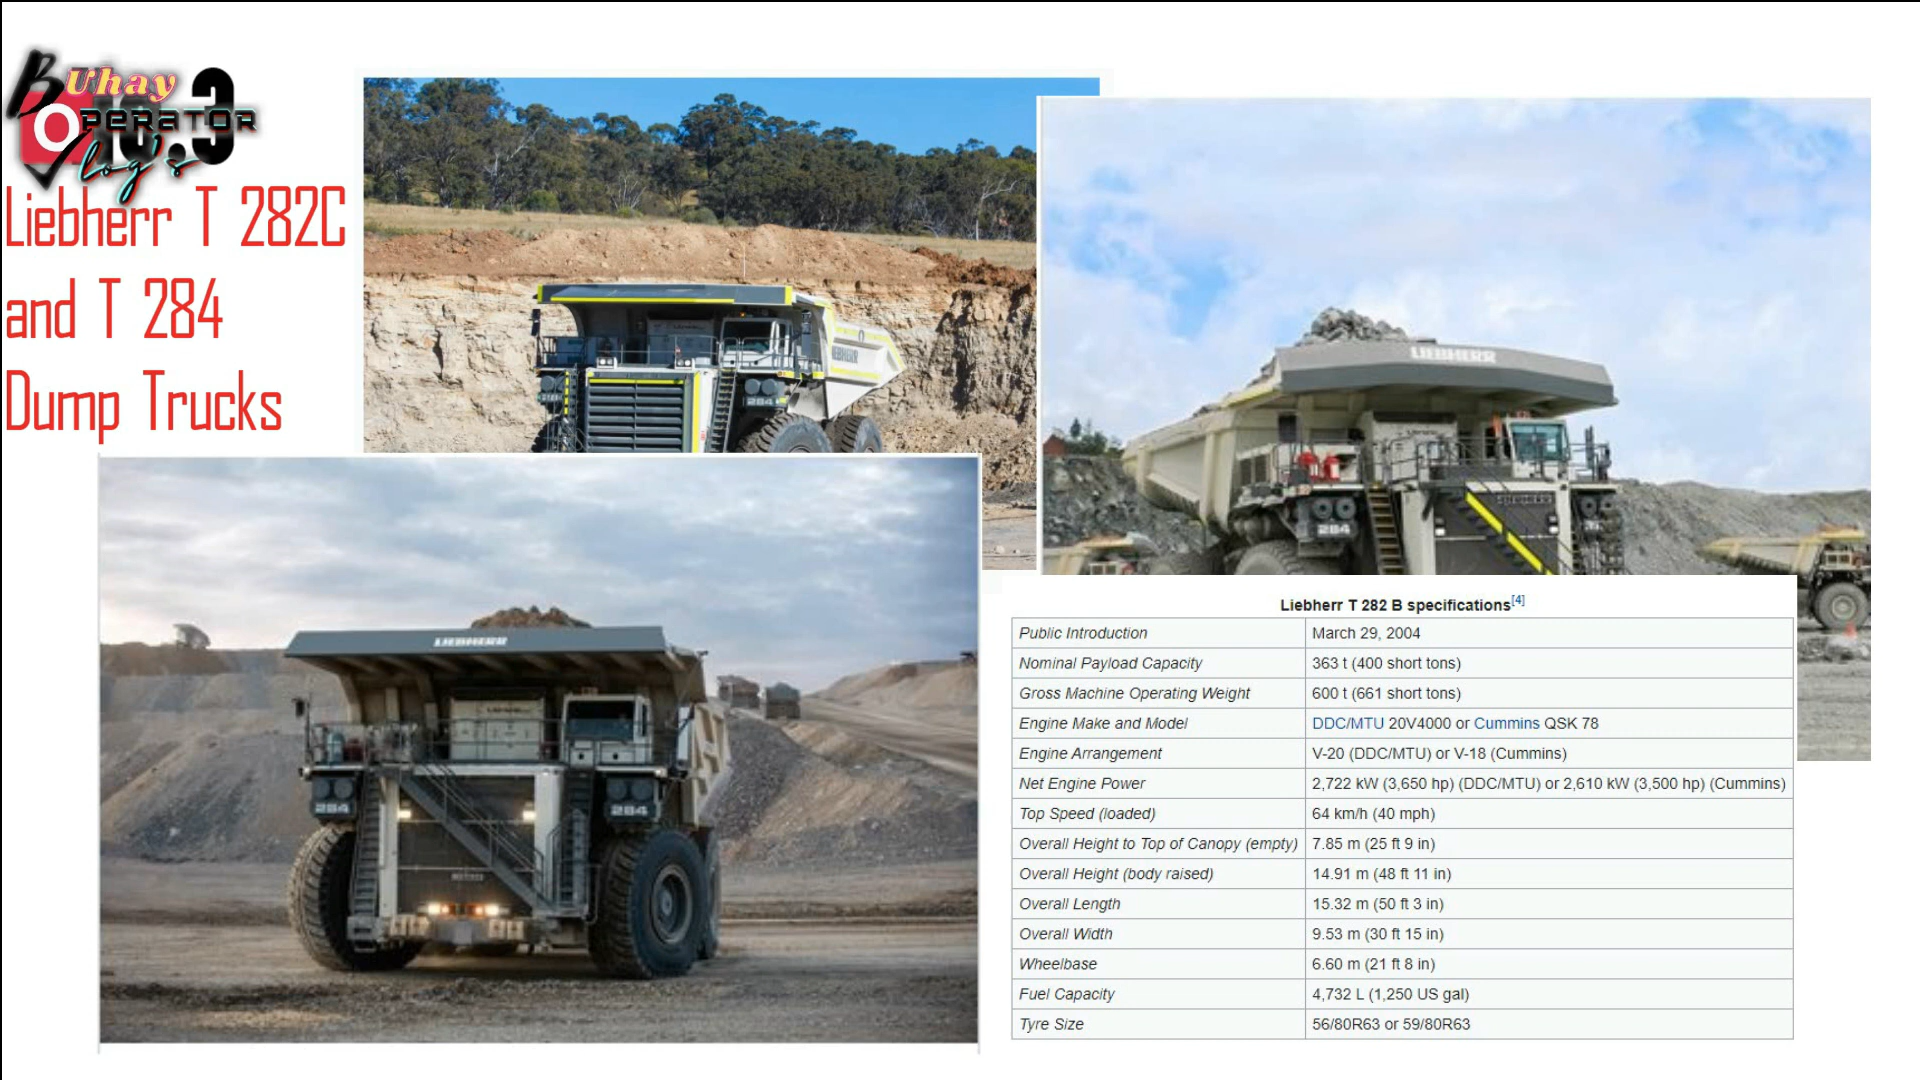 Buhay
Operator 10.3
Vlog's
Liebherr T 282C
and T 284
Dump Trucks
LIEBHERR
284
LIEBHERR
284
LIEBHERR
284 284
Liebherr T 282 B specifications[4]
Public Introduction March 29, 2004
Nominal Payload Capacity 363 t (400 short tons)
Gross Machine Operating Weight 600 t (661 short tons)
Engine Make and Model DDC/MTU 20V4000 or Cummins QSK 78
Engine Arrangement V-20 (DDC/MTU) or V-18 (Cummins)
Net Engine Power 2,722 kW (3,650 hp) (DDC/MTU) or 2,610 kW (3,500 hp) (Cummins)
Top Speed (loaded) 64 km/h (40 mph)
Overall Height to Top of Canopy (empty) 7.85 m (25 ft 9 in)
Overall Height (body raised) 14.91 m (48 ft 11 in)
Overall Length 15.32 m (50 ft 3 in)
Overall Width 9.53 m (30 ft 15 in)
Wheelbase 6.60 m (21 ft 8 in)
Fuel Capacity 4,732 L (1,250 US gal)
Tyre Size 56/80R63 or 59/80R63